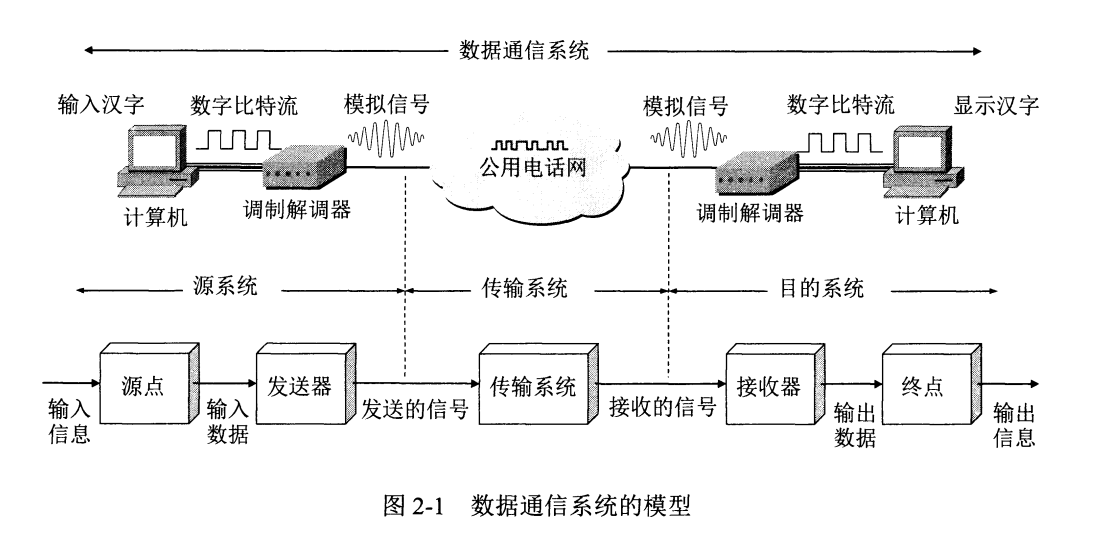 数据通信系统
输入汉字 数字比特流 模拟信号 模拟信号 数字比特流 显示汉字
公用电话网
计算机 调制解调器 调制解调器 计算机
源系统 传输系统 目的系统
源点 发送器 传输系统 接收器 终点
输入 输入 发送的信号 接收的信号 输出 输出
信息 数据 数据 信息
图 2-1 数据通信系统的模型